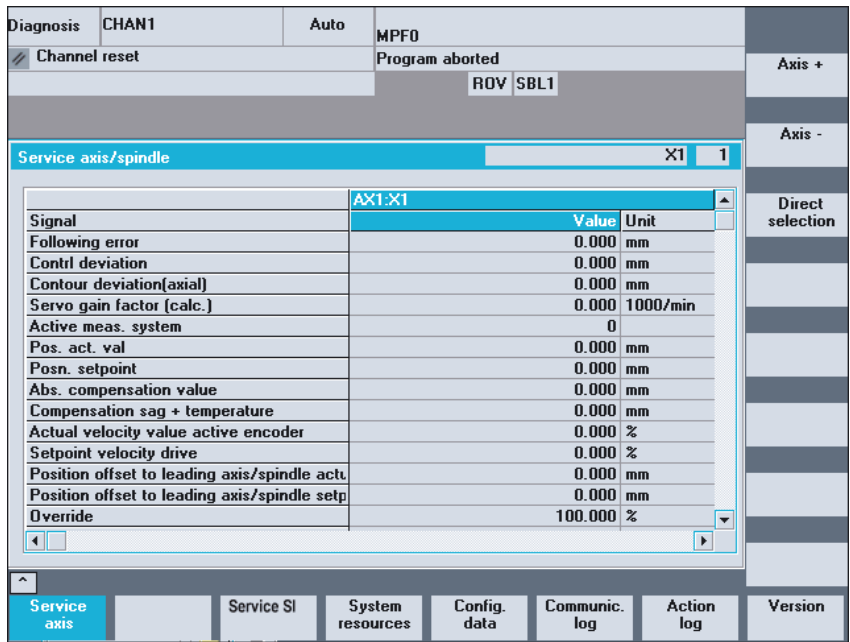 Diagnosis CHAN1 Auto MPF0
Channel reset Program aborted
ROV SBL1
Axis +
Axis -
Service axis/spindle X1 1
Direct
selection
AX1:X1
Signal Value Unit
Following error 0.000 mm
Contrl deviation 0.000 mm
Contour deviation(axial) 0.000 mm
Servo gain factor (calc.) 0.000 1000/min
Active meas. system 0
Pos. act. val 0.000 mm
Posn. setpoint 0.000 mm
Abs. compensation value 0.000 mm
Compensation sag + temperature 0.000 mm
Actual velocity value active encoder 0.000 %
Setpoint velocity drive 0.000 %
Position offset to leading axis/spindle actu 0.000 mm
Position offset to leading axis/spindle setp 0.000 mm
Override 100.000 %
^
Service
axis
Service SI
System
resources
Config.
data
Communic.
log
Action
log
Version